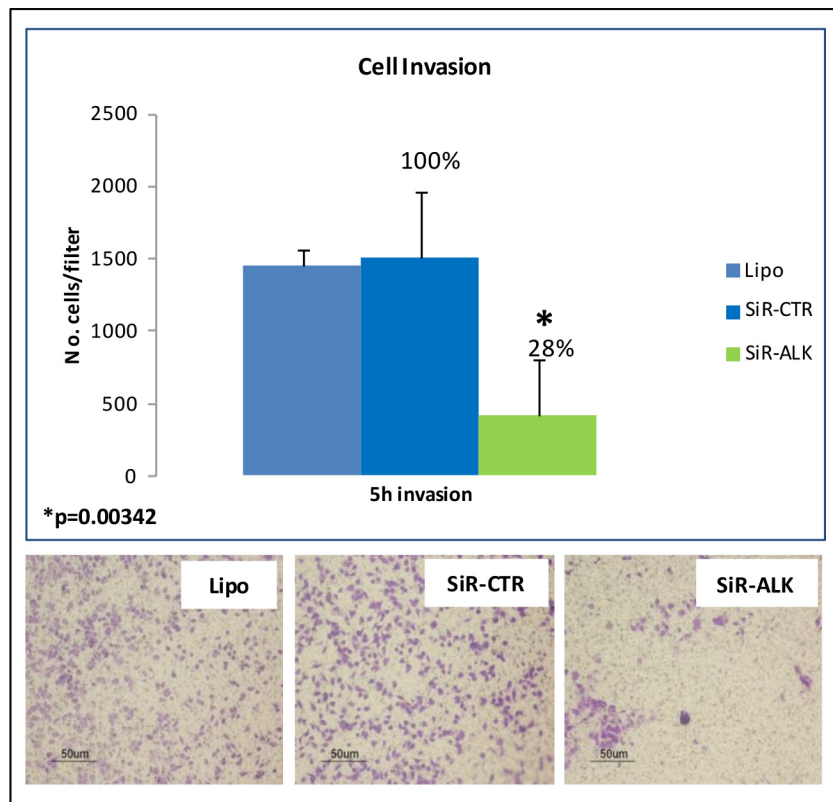 Cell Invasion
2500
2000
1500
1000
500
0
No. cells/filter
100%
*
28%
Lipo
SiR-CTR
SiR-ALK
5h invasion
*p=0.00342
Lipo
SiR-CTR
SiR-ALK
50um
50um
50um